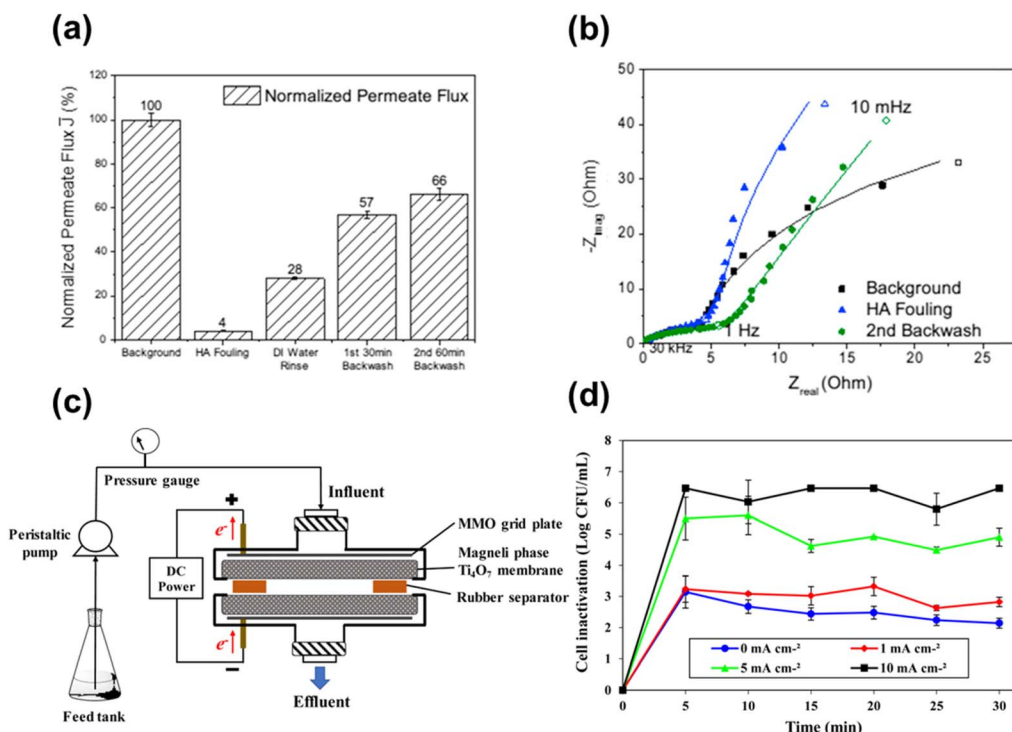 (a)
Normalized Permeate Flux J̅ (%)
120
100
80
60
40
20
0
Normalized Permeate Flux
100
4
28
57
66
Background
HA Fouling
DI Water
Rinse
1st 30min
Backwash
2nd 60min
Backwash
(b)
-Zimag (Ohm)
50
40
30
20
10
0
10 mHz
1 Hz
30 kHz
Background
HA Fouling
2nd Backwash
0
5
10
15
20
25
Zreal (Ohm)
(c)
Pressure gauge
Influent
Peristaltic
pump
+
e-
DC
Power
e-
−
MMO grid plate
Magneli phase
Ti₄O₇ membrane
Rubber separator
Feed tank
Effluent
(d)
Cell inactivation (Log CFU/mL)
8
7
6
5
4
3
2
1
0
0 mA cm-²
1 mA cm-²
5 mA cm-²
10 mA cm-²
0
5
10
15
20
25
30
Time (min)